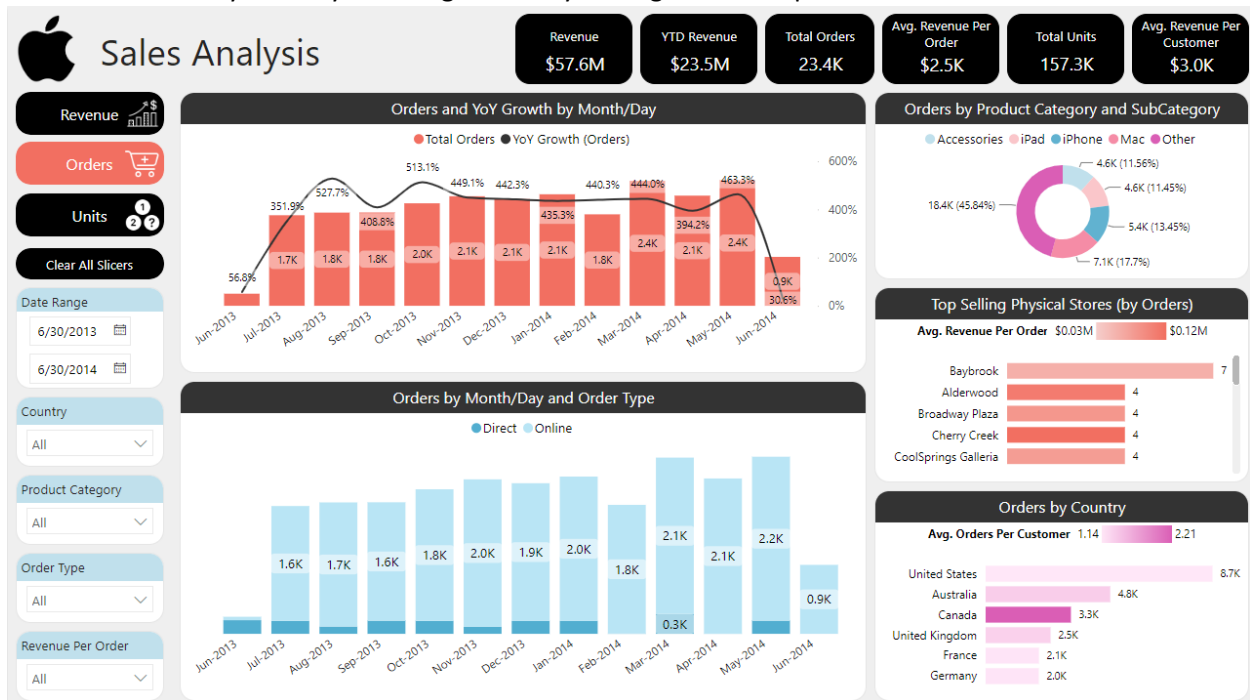 Sales Analysis
Revenue
$57.6M
YTD Revenue
$23.5M
Total Orders
23.4K
Avg. Revenue Per
Order
$2.5K
Total Units
157.3K
Avg. Revenue Per
Customer
$3.0K
Revenue
Orders
Units
1
2 ?
Clear All Slicers
Date Range
6/30/2013
6/30/2014
Country
All
Product Category
All
Order Type
All
Revenue Per Order
All
Orders and YoY Growth by Month/Day
Total Orders YoY Growth (Orders)
600%
400%
200%
0%
56.8%
351.9%
527.7%
408.8%
513.1%
449.1%
442.3%
435.3%
440.3%
444.0%
394.2%
463.3%
30.6%
1.7K
1.8K
1.8K
2.0K
2.1K
2.1K
2.1K
1.8K
2.4K
2.1K
2.4K
0.9K
Jun-2013
Jul-2013
Aug-2013
Sep-2013
Oct-2013
Nov-2013
Dec-2013
Jan-2014
Feb-2014
Mar-2014
Apr-2014
May-2014
Jun-2014
Orders by Month/Day and Order Type
Direct Online
1.6K
1.7K
1.6K
1.8K
2.0K
1.9K
2.0K
1.8K
2.1K
0.3K
2.1K
2.2K
0.9K
Jun-2013
Jul-2013
Aug-2013
Sep-2013
Oct-2013
Nov-2013
Dec-2013
Jan-2014
Feb-2014
Mar-2014
Apr-2014
May-2014
Jun-2014
Orders by Product Category and SubCategory
Accessories iPad iPhone Mac Other
4.6K (11.56%)
4.6K (11.45%)
5.4K (13.45%)
7.1K (17.7%)
18.4K (45.84%)
Top Selling Physical Stores (by Orders)
Avg. Revenue Per Order $0.03M $0.12M
Baybrook 7
Alderwood 4
Broadway Plaza 4
Cherry Creek 4
CoolSprings Galleria 4
Orders by Country
Avg. Orders Per Customer 1.14 2.21
United States 8.7K
Australia 4.8K
Canada 3.3K
United Kingdom 2.5K
France 2.1K
Germany 2.0K